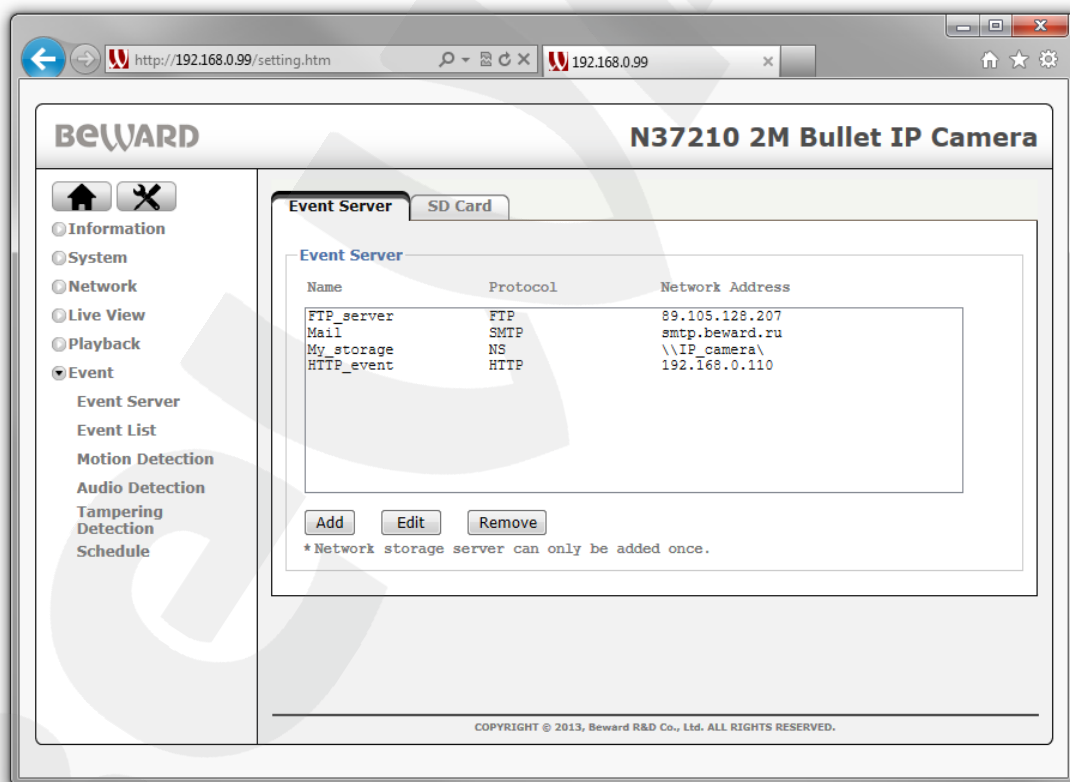 http://192.168.0.99/setting.htm
192.168.0.99
BEWARD
N37210 2M Bullet IP Camera
Information
System
Network
Live View
Playback
Event
Event Server
Event List
Motion Detection
Audio Detection
Tampering
Detection
Schedule
Event Server SD Card
Event Server
Name Protocol Network Address
FTP_server FTP 89.105.128.207
Mail SMTP smtp.beward.ru
My_storage NS \\IP_camera\
HTTP_event HTTP 192.168.0.110
Add Edit Remove
*Network storage server can only be added once.
COPYRIGHT © 2013, Beward R&D Co., Ltd. ALL RIGHTS RESERVED.